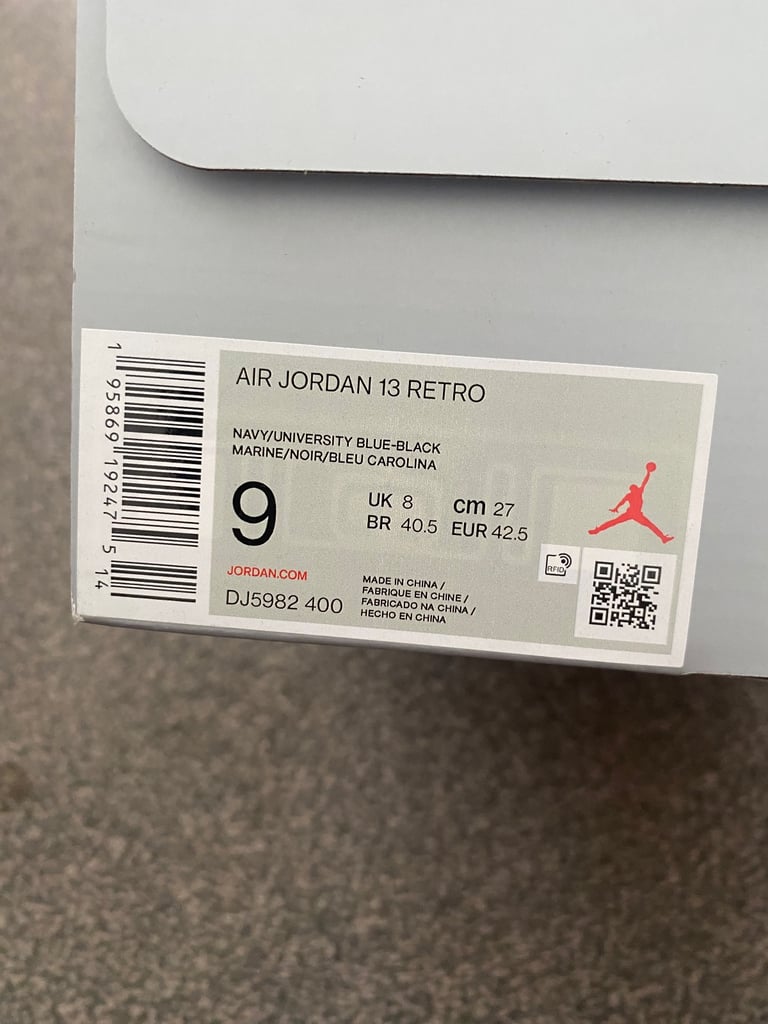 1 95869 19247 5 14
AIR JORDAN 13 RETRO
NAVY/UNIVERSITY BLUE-BLACK
MARINE/NOIR/BLEU CAROLINA
9
UK 8 cm 27
BR 40.5 EUR 42.5
RFID
JORDAN.COM
DJ5982 400
MADE IN CHINA /
FABRIQUE EN CHINE /
FABRICADO NA CHINA /
HECHO EN CHINA